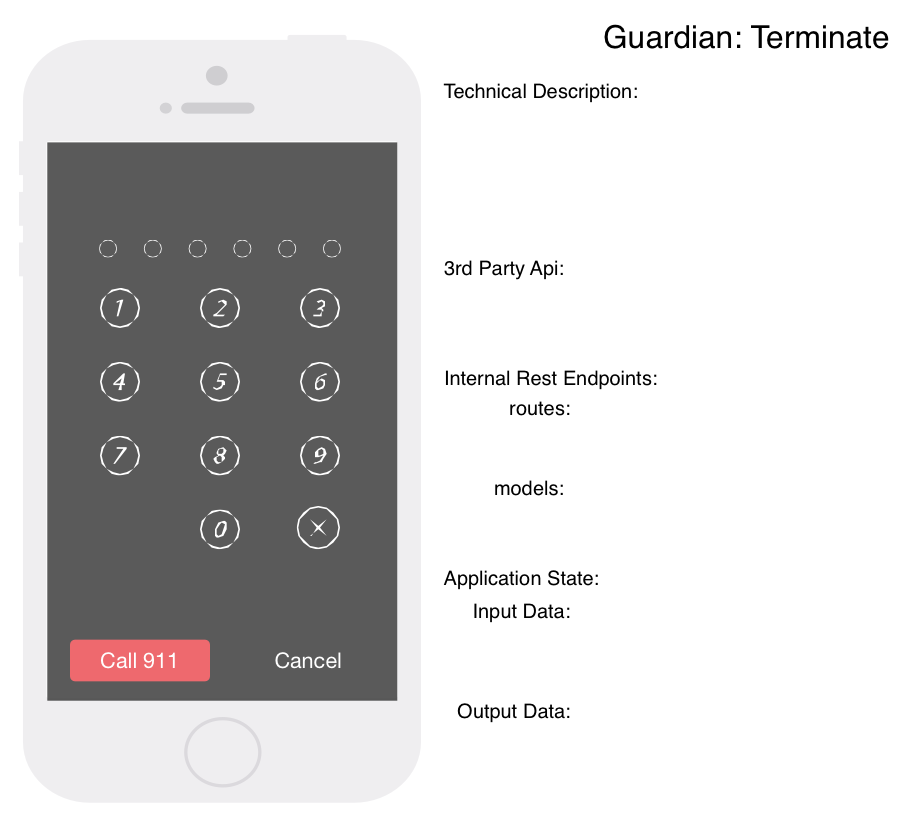 Guardian: Terminate
Technical Description:
3rd Party Api:
Internal Rest Endpoints:
routes:
models:
Application State:
Input Data:
Output Data:
1 2 3
4 5 6
7 8 9
0 ×
Call 911 Cancel